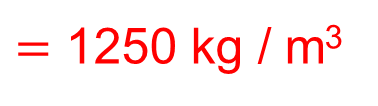 = 1250 kg / m³